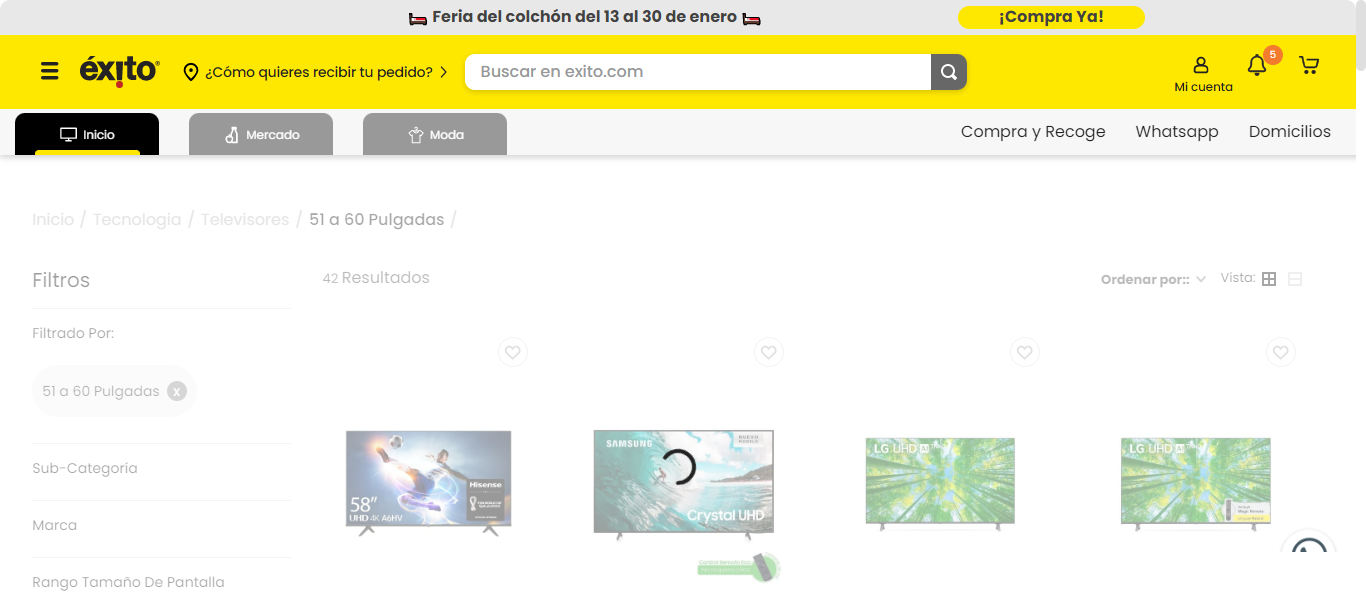 Feria del colchón del 13 al 30 de enero
¡Compra Ya!
éxito
¿Cómo quieres recibir tu pedido?
Buscar en exito.com
5
Mi cuenta
Inicio
Mercado
Moda
Compra y Recoge
Whatsapp
Domicilios
Inicio / Tecnologia / Televisores / 51 a 60 Pulgadas /
Filtros
42 Resultados
Ordenar por::
Vista:
Filtrado Por:
51 a 60 Pulgadas x
Sub-Categoría
Marca
Rango Tamaño De Pantalla
Hisense
58”
UHD 4K A6HV
SAMSUNG
Crystal UHD
LG UHD AI
LG UHD AI